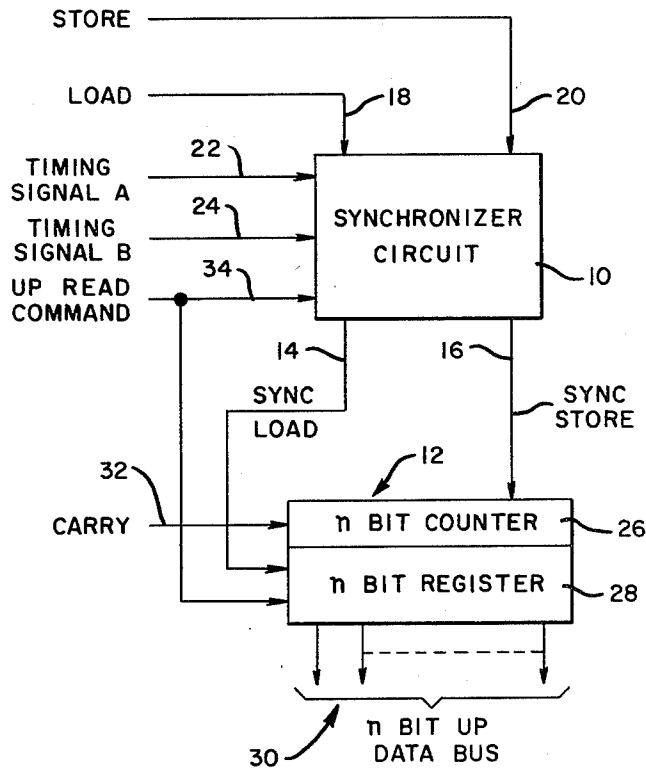 STORE
LOAD
18
20
TIMING
SIGNAL A
22
TIMING
SIGNAL B
24
UP READ
COMMAND
34
SYNCHRONIZER
CIRCUIT
10
14
16
SYNC
LOAD
SYNC
STORE
12
32
CARRY
n BIT COUNTER
26
n BIT REGISTER
28
30
n BIT UP
DATA BUS